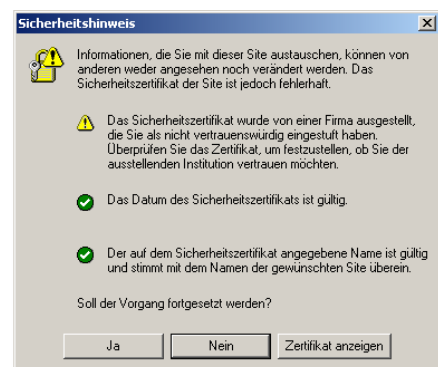 Sicherheitshinweis
Informationen, die Sie mit dieser Site austauschen, können von
anderen weder angesehen noch verändert werden. Das
Sicherheitszertifikat der Site ist jedoch fehlerhaft.
Das Sicherheitszertifikat wurde von einer Firma ausgestellt,
die Sie als nicht vertrauenswürdig eingestuft haben.
Überprüfen Sie das Zertifikat, um festzustellen, ob Sie der
ausstellenden Institution vertrauen möchten.
Das Datum des Sicherheitszertifikats ist gültig.
Der auf dem Sicherheitszertifikat angegebene Name ist gültig
und stimmt mit dem Namen der gewünschten Site überein.
Soll der Vorgang fortgesetzt werden?
Ja Nein Zertifikat anzeigen